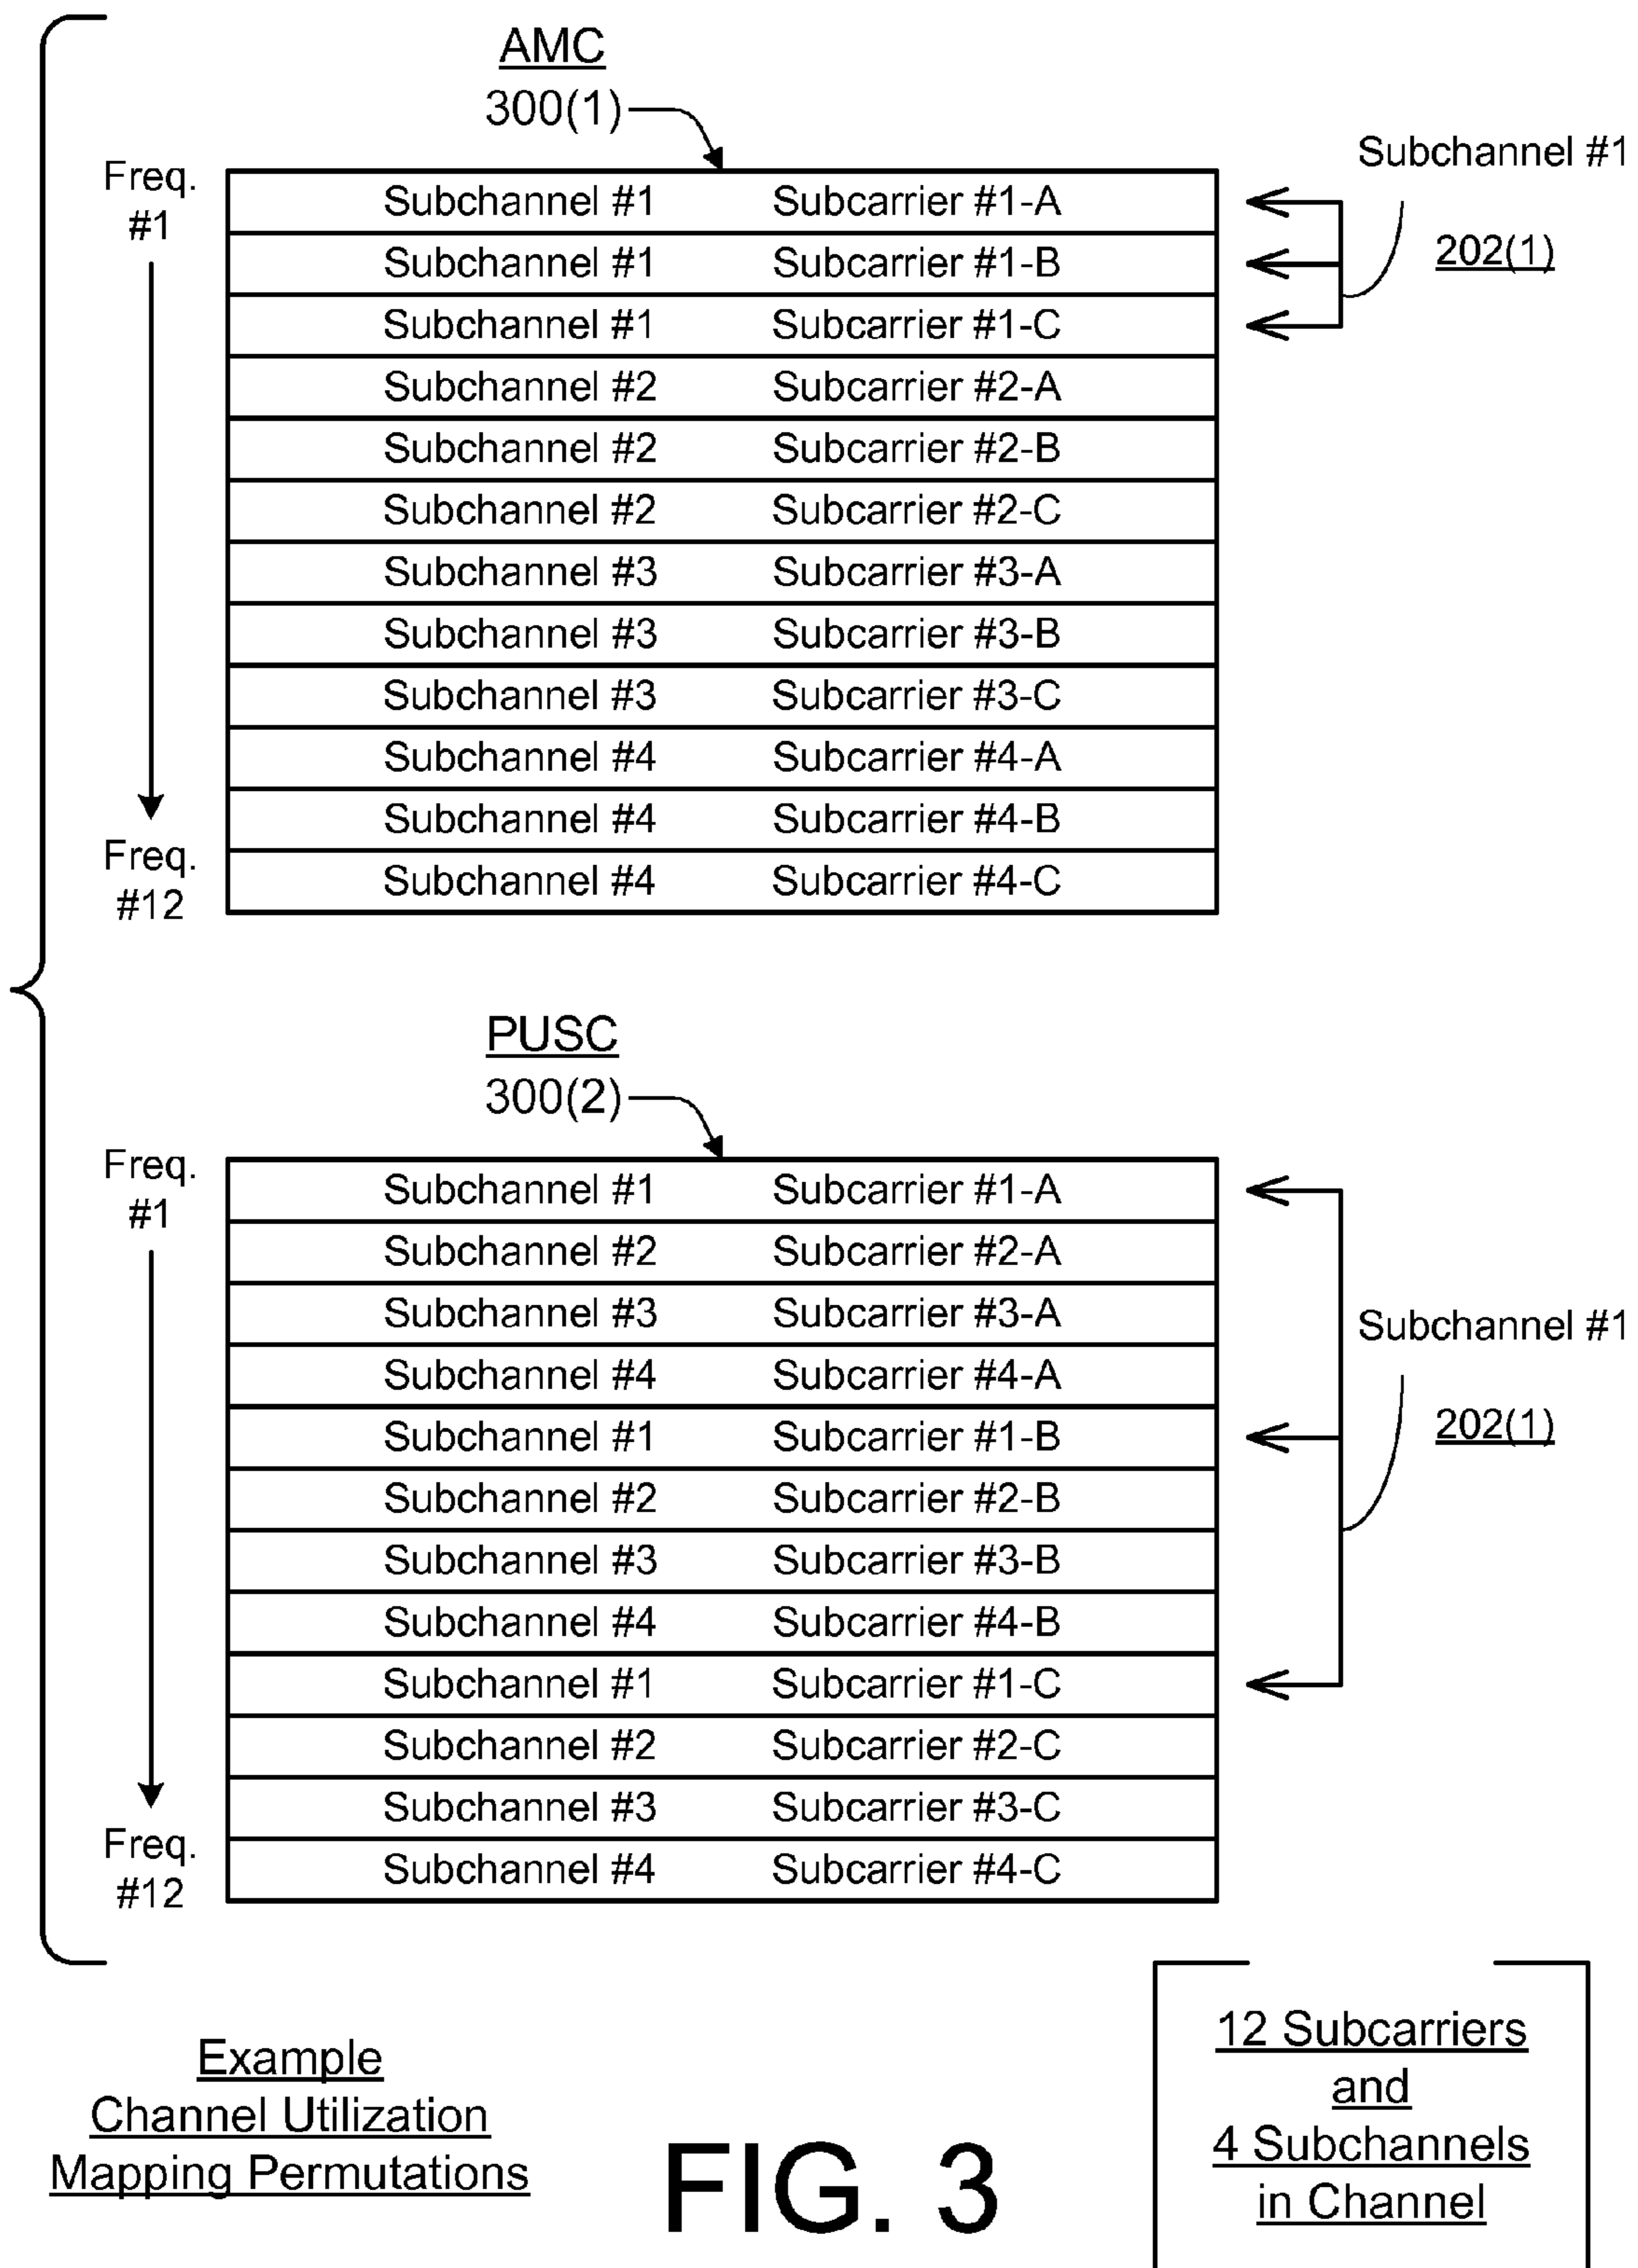 AMC
300(1)
Freq.
#1
Subchannel #1 Subcarrier #1-A
Subchannel #1 Subcarrier #1-B
Subchannel #1 Subcarrier #1-C
Subchannel #2 Subcarrier #2-A
Subchannel #2 Subcarrier #2-B
Subchannel #2 Subcarrier #2-C
Subchannel #3 Subcarrier #3-A
Subchannel #3 Subcarrier #3-B
Subchannel #3 Subcarrier #3-C
Subchannel #4 Subcarrier #4-A
Subchannel #4 Subcarrier #4-B
Subchannel #4 Subcarrier #4-C
Freq.
#12
Subchannel #1
202(1)
PUSC
300(2)
Freq.
#1
Subchannel #1 Subcarrier #1-A
Subchannel #2 Subcarrier #2-A
Subchannel #3 Subcarrier #3-A
Subchannel #4 Subcarrier #4-A
Subchannel #1 Subcarrier #1-B
Subchannel #2 Subcarrier #2-B
Subchannel #3 Subcarrier #3-B
Subchannel #4 Subcarrier #4-B
Subchannel #1 Subcarrier #1-C
Subchannel #2 Subcarrier #2-C
Subchannel #3 Subcarrier #3-C
Subchannel #4 Subcarrier #4-C
Freq.
#12
Subchannel #1
202(1)
Example
Channel Utilization
Mapping Permutations
FIG. 3
12 Subcarriers
and
4 Subchannels
in Channel